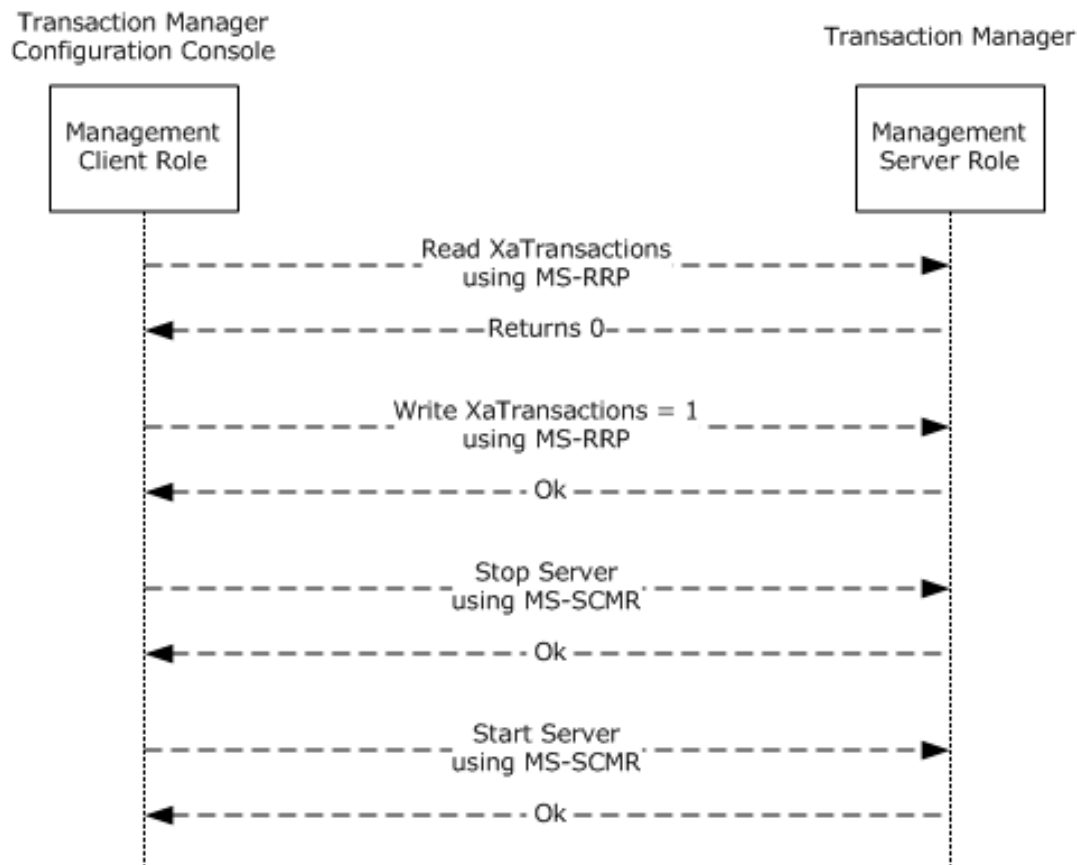 Transaction Manager
Configuration Console
Transaction Manager
Management
Client Role
Management
Server Role
Read XaTransactions
using MS-RRP
Returns 0
Write XaTransactions = 1
using MS-RRP
Ok
Stop Server
using MS-SCMR
Ok
Start Server
using MS-SCMR
Ok